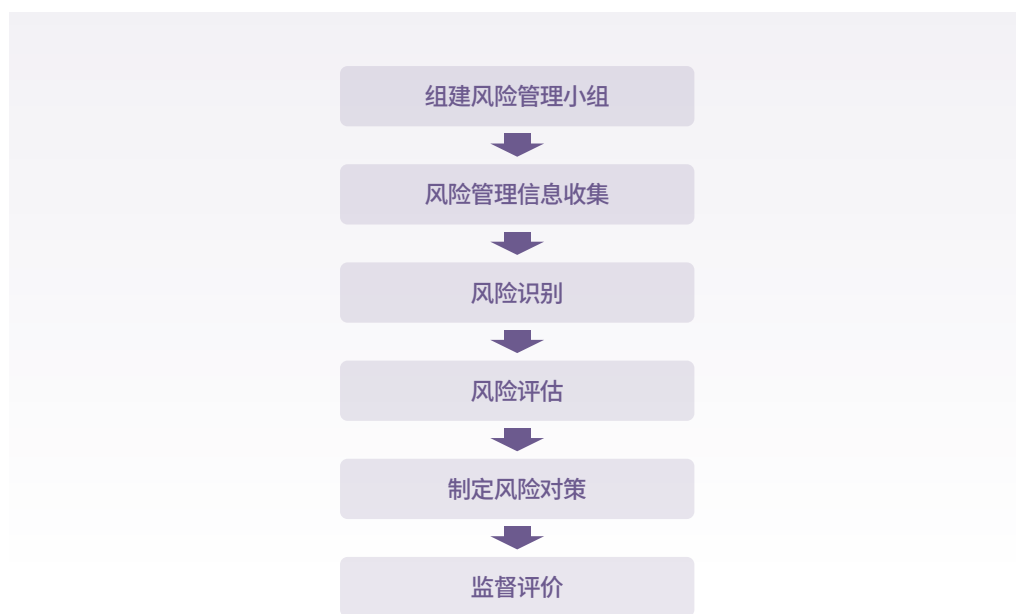 组建风险管理小组
风险管理信息收集
风险识别
风险评估
制定风险对策
监督评价